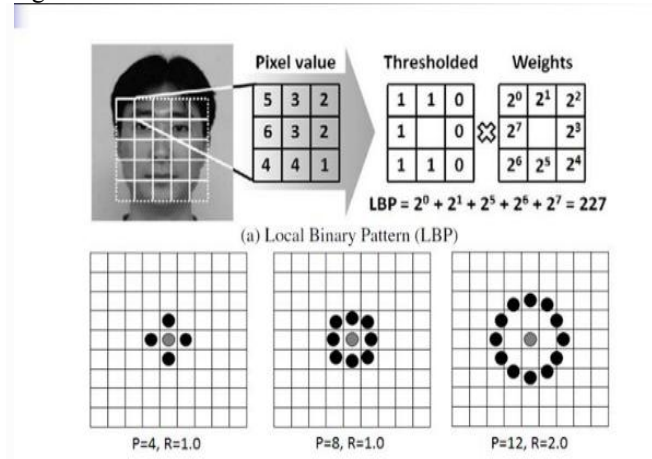 Pixel value Thresholded Weights
5 3 2 1 1 0 2⁰ 2¹ 2²
6 3 2 1 0 2⁷ 2³
4 4 1 1 1 0 2⁶ 2⁵ 2⁴
LBP = 2⁰ + 2¹ + 2⁵ + 2⁶ + 2⁷ = 227
(a) Local Binary Pattern (LBP)
P=4, R=1.0 P=8, R=1.0 P=12, R=2.0